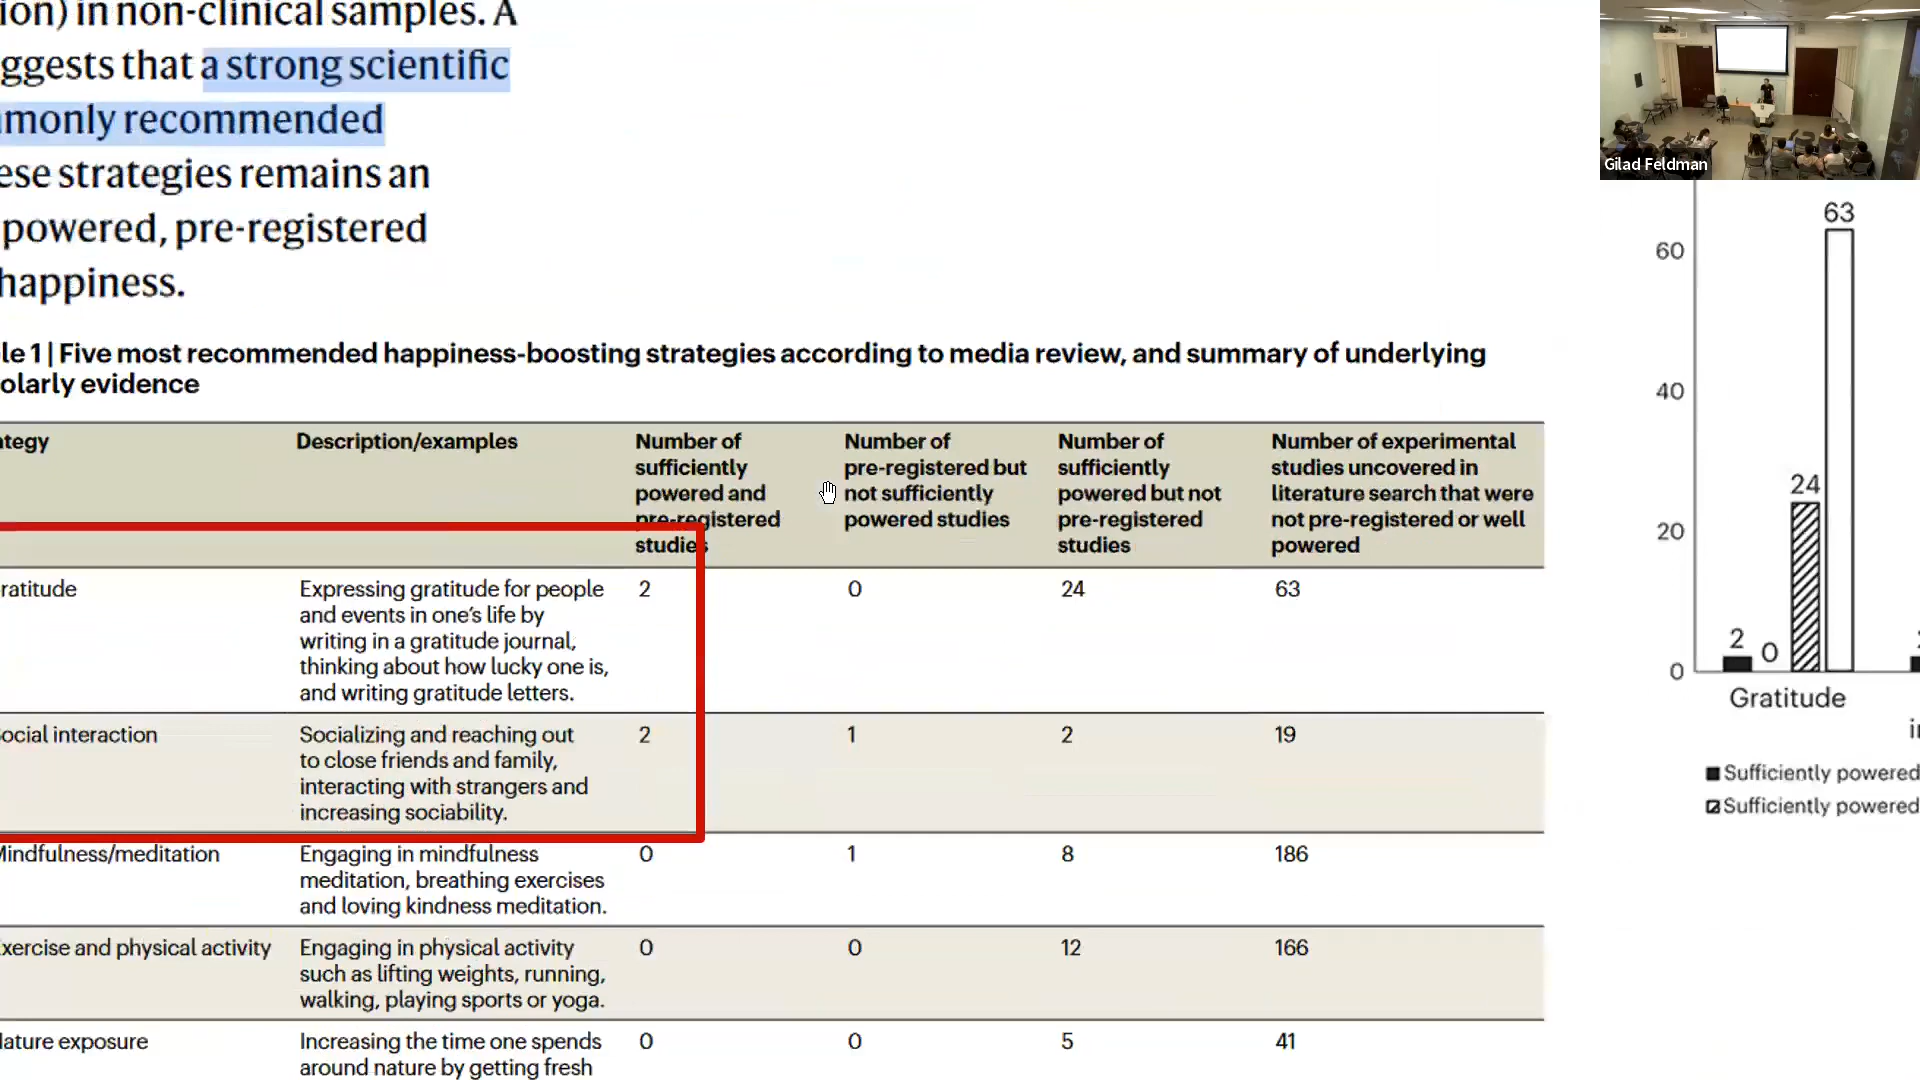 ion) in non-clinical samples. A
ggests that a strong scientific
mmonly recommended
ese strategies remains an
powered, pre-registered
happiness.
le 1 | Five most recommended happiness-boosting strategies according to media review, and summary of underlying
olarly evidence
ategy
Description/examples
Number of
sufficiently
powered and
pre-registered
studies
Number of
pre-registered but
not sufficiently
powered studies
Number of
sufficiently
powered but not
pre-registered
studies
Number of experimental
studies uncovered in
literature search that were
not pre-registered or well
powered
ratitude
Expressing gratitude for people
and events in one's life by
writing in a gratitude journal,
thinking about how lucky one is,
and writing gratitude letters.
2
0
24
63
ocial interaction
Socializing and reaching out
to close friends and family,
interacting with strangers and
increasing sociability.
2
1
2
19
Mindfulness/meditation
Engaging in mindfulness
meditation, breathing exercises
and loving kindness meditation.
0
1
8
186
xercise and physical activity
Engaging in physical activity
such as lifting weights, running,
walking, playing sports or yoga.
0
0
12
166
ature exposure
Increasing the time one spends
around nature by getting fresh
0
0
5
41
Gilad Feldman
60
40
20
0
2
0
24
63
Gratitude
Sufficiently powered
Sufficiently powered